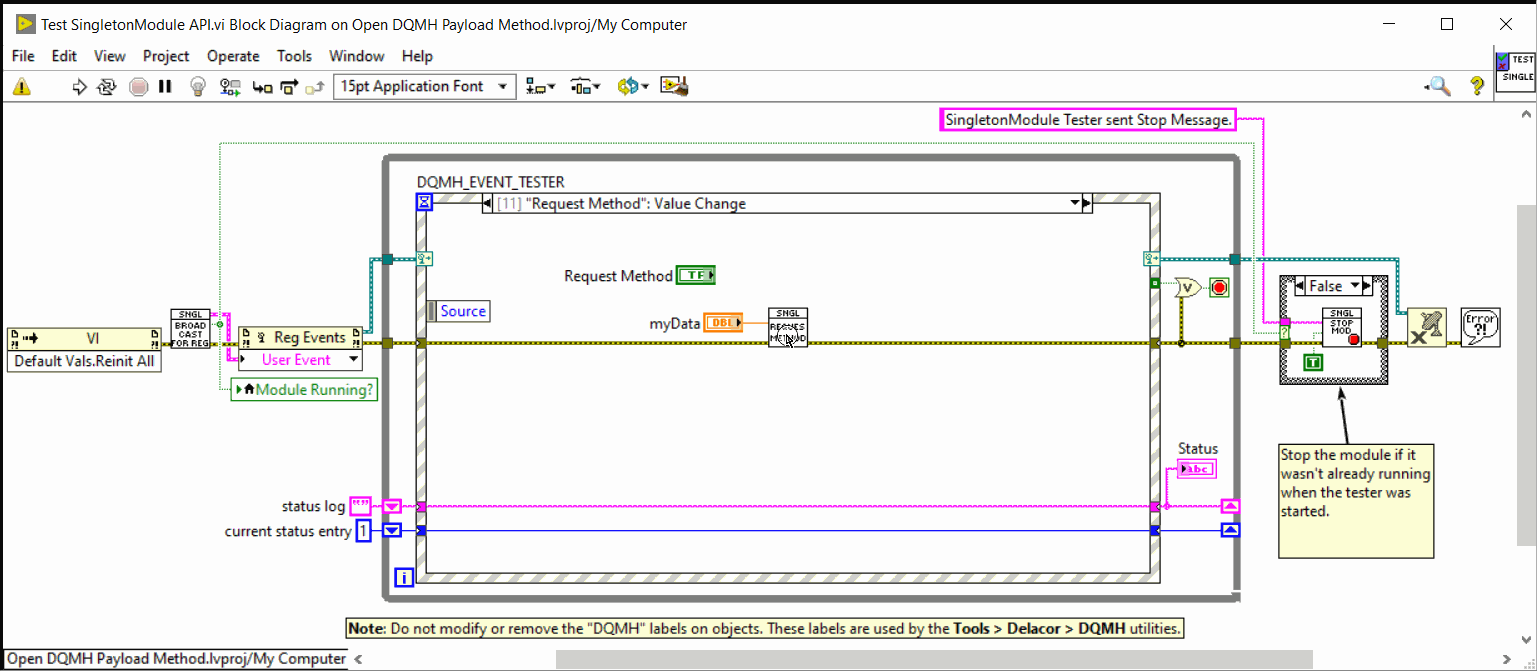 Test SingletonModule API.vi Block Diagram on Open DQMH Payload Method.lvproj/My Computer
File Edit View Project Operate Tools Window Help
15pt Application Font
TEST
SINGLE
SingletonModule Tester sent Stop Message.
DQMH_EVENT_TESTER
[11] "Request Method": Value Change
Request Method TF
Source
myData DBL
SNGL
REQUES
METHOD
VI
Default Vals.Reinit All
SNGL
BROAD
CAST
FOR REG
Reg Events
User Event
Module Running?
V
False
SNGL
STOP
MOD
T
Error
?!
Status
abc
Stop the module if it
wasn't already running
when the tester was
started.
status log ""
current status entry 1
i
Note: Do not modify or remove the "DQMH" labels on objects. These labels are used by the Tools > Delacor > DQMH utilities.
Open DQMH Payload Method.lvproj/My Computer